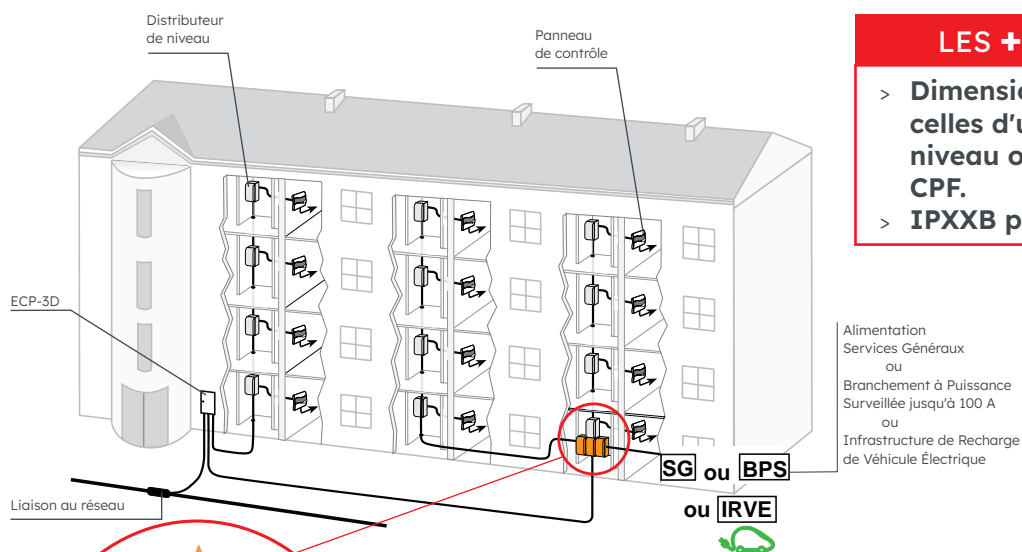 Distributeur
de niveau
Panneau
de contrôle
LES +
> Dimensio
celles d'u
niveau o
CPF.
> IPXXB p
ECP-3D
Alimentation
Services Généraux
ou
Branchement à Puissance
Surveillée jusqu'à 100 A
ou
Infrastructure de Recharge
de Véhicule Électrique
SG ou BPS
ou IRVE
Liaison au réseau